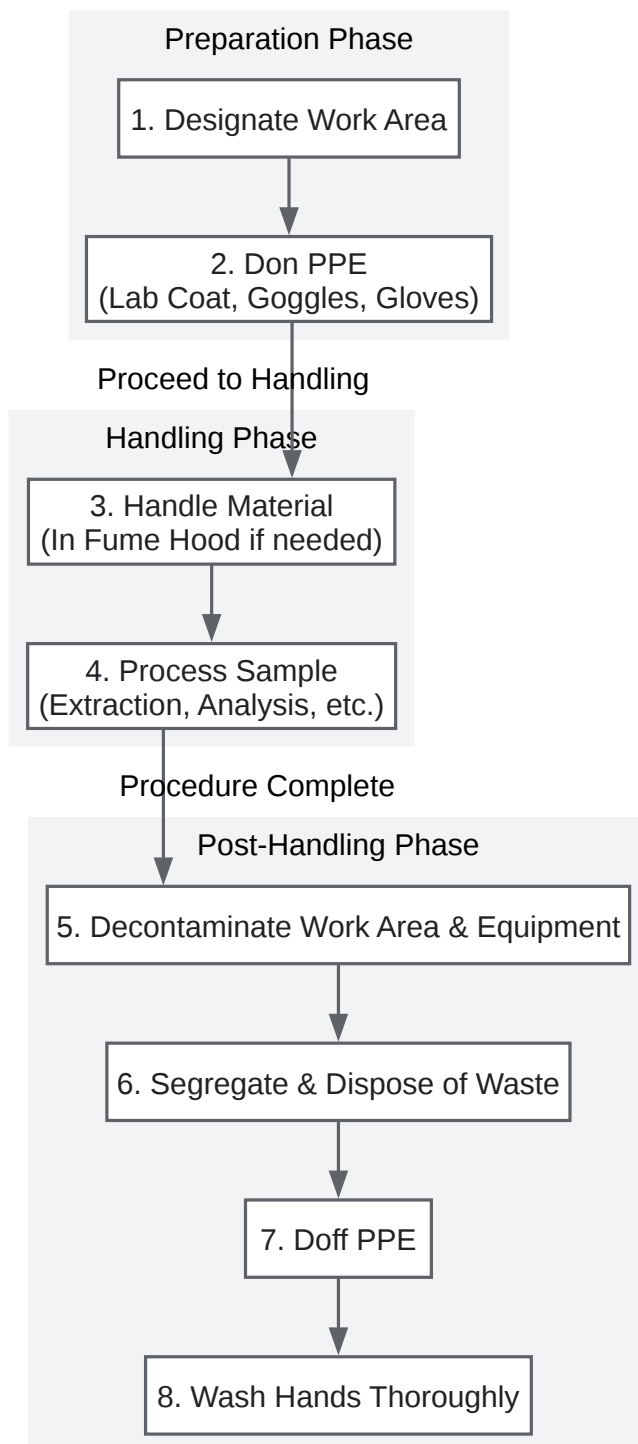 Preparation Phase
1. Designate Work Area
2. Don PPE
(Lab Coat, Goggles, Gloves)
Proceed to Handling
Handling Phase
3. Handle Material
(In Fume Hood if needed)
4. Process Sample
(Extraction, Analysis, etc.)
Procedure Complete
Post-Handling Phase
5. Decontaminate Work Area & Equipment
6. Segregate & Dispose of Waste
7. Doff PPE
8. Wash Hands Thoroughly